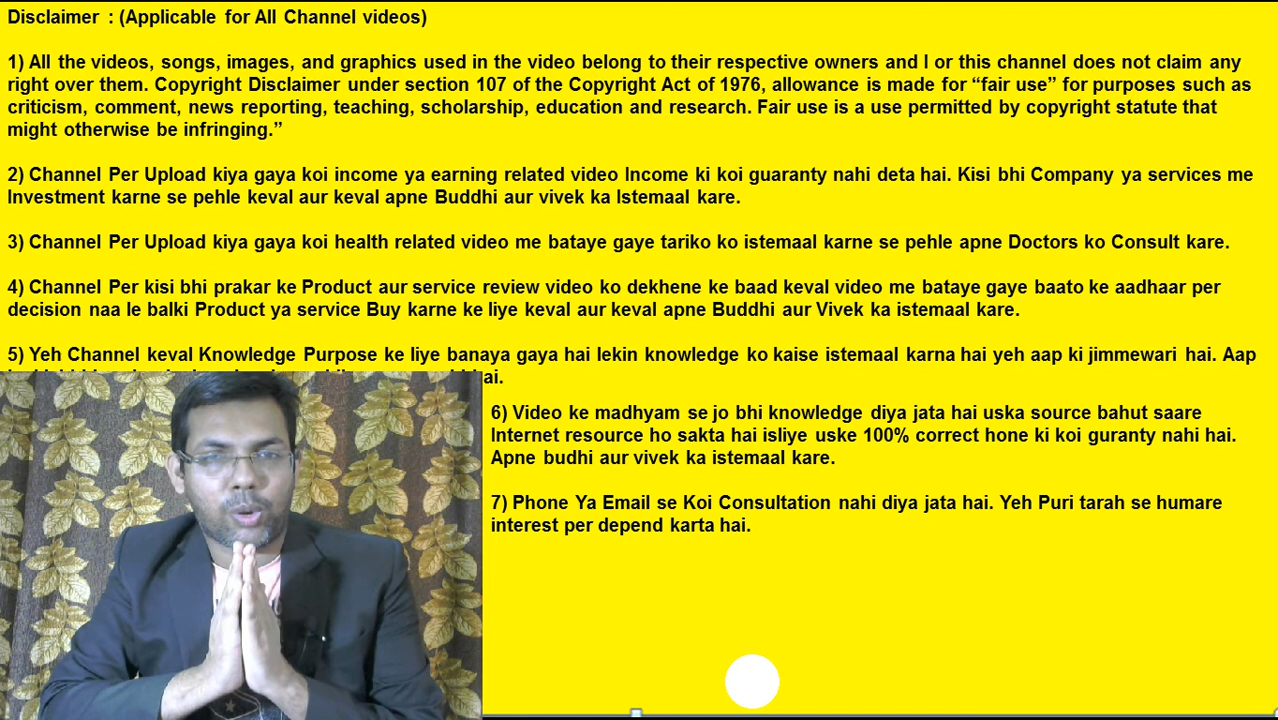 Disclaimer : (Applicable for All Channel videos)
1) All the videos, songs, images, and graphics used in the video belong to their respective owners and I or this channel does not claim any
right over them. Copyright Disclaimer under section 107 of the Copyright Act of 1976, allowance is made for “fair use” for purposes such as
criticism, comment, news reporting, teaching, scholarship, education and research. Fair use is a use permitted by copyright statute that
might otherwise be infringing.”
2) Channel Per Upload kiya gaya koi income ya earning related video Income ki koi guaranty nahi deta hai. Kisi bhi Company ya services me
Investment karne se pehle keval aur keval apne Buddhi aur vivek ka Istemaal kare.
3) Channel Per Upload kiya gaya koi health related video me bataye gaye tariko ko istemaal karne se pehle apne Doctors ko Consult kare.
4) Channel Per kisi bhi prakar ke Product aur service review video ko dekhene ke baad keval video me bataye gaye baato ke aadhaar per
decision naa le balki Product ya service Buy karne ke liye keval aur keval apne Buddhi aur Vivek ka istemaal kare.
5) Yeh Channel keval Knowledge Purpose ke liye banaya gaya hai lekin knowledge ko kaise istemaal karna hai yeh aap ki jimmewari hai. Aap
6) Video ke madhyam se jo bhi knowledge diya jata hai uska source bahut saare
Internet resource ho sakta hai isliye uske 100% correct hone ki koi guranty nahi hai.
Apne budhi aur vivek ka istemaal kare.
7) Phone Ya Email se Koi Consultation nahi diya jata hai. Yeh Puri tarah se humare
interest per depend karta hai.